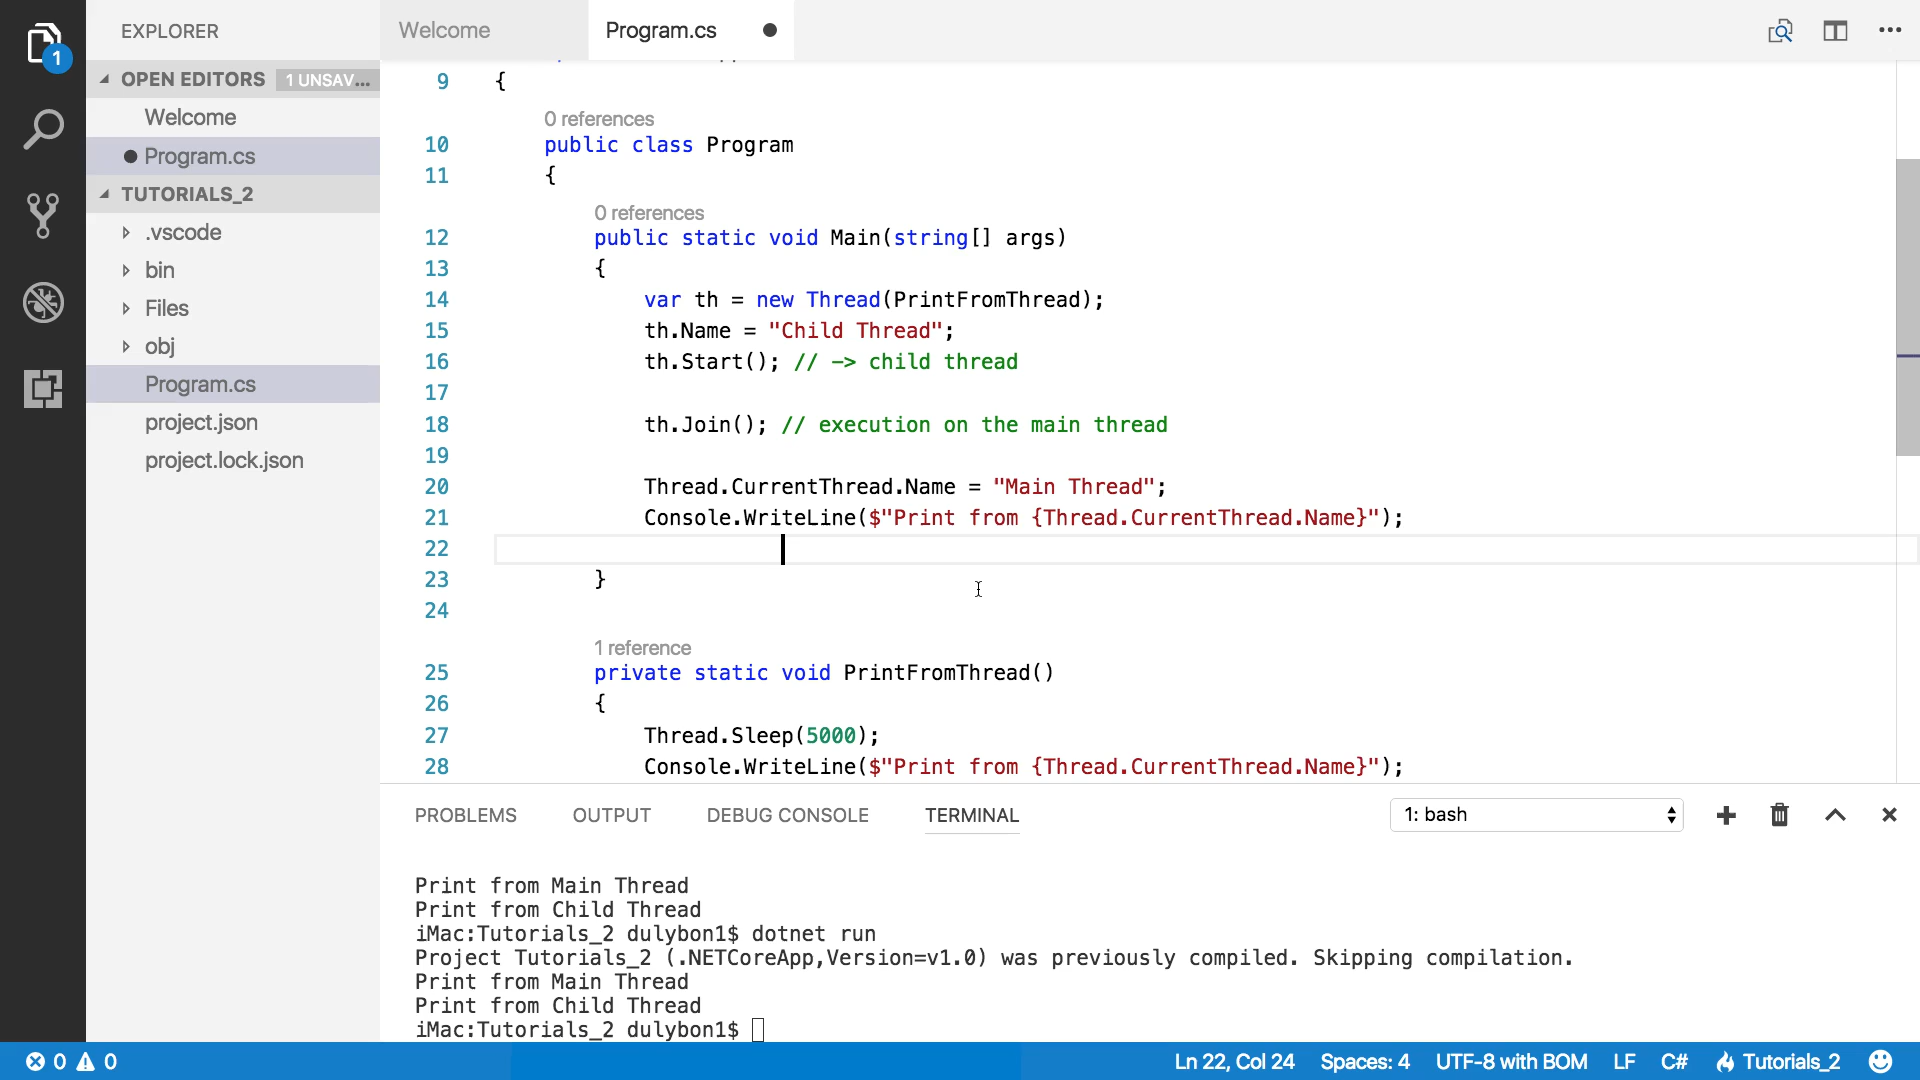 1
EXPLORER
OPEN EDITORS 1 UNSAV...
Welcome
Program.cs
TUTORIALS_2
.vscode
bin
Files
obj
Program.cs
project.json
project.lock.json
Welcome Program.cs
9 {
0 references
10 public class Program
11 {
0 references
12 public static void Main(string[] args)
13 {
14 var th = new Thread(PrintFromThread);
15 th.Name = "Child Thread";
16 th.Start(); // -> child thread
17
18 th.Join(); // execution on the main thread
19
20 Thread.CurrentThread.Name = "Main Thread";
21 Console.WriteLine($"Print from {Thread.CurrentThread.Name}");
22
23 }
24
1 reference
25 private static void PrintFromThread()
26 {
27 Thread.Sleep(5000);
28 Console.WriteLine($"Print from {Thread.CurrentThread.Name}");
PROBLEMS OUTPUT DEBUG CONSOLE TERMINAL 1: bash
Print from Main Thread
Print from Child Thread
iMac:Tutorials_2 dulybon1$ dotnet run
Project Tutorials_2 (.NETCoreApp,Version=v1.0) was previously compiled. Skipping compilation.
Print from Main Thread
Print from Child Thread
iMac:Tutorials_2 dulybon1$
0 0 Ln 22, Col 24 Spaces: 4 UTF-8 with BOM LF C# Tutorials_2